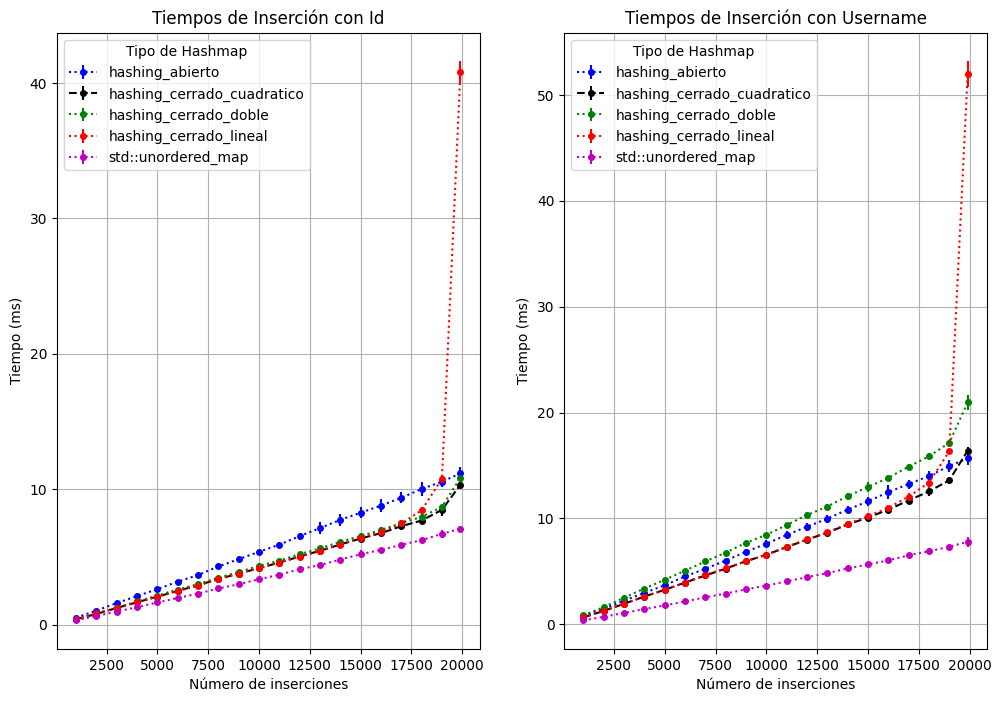 Tiempos de Inserción con Id
Tipo de Hashmap
hashing_abierto
hashing_cerrado_cuadratico
hashing_cerrado_doble
hashing_cerrado_lineal
std::unordered_map
Tiempo (ms)
40
30
20
10
0
2500 5000 7500 10000 12500 15000 17500 20000
Número de inserciones
Tiempos de Inserción con Username
Tipo de Hashmap
hashing_abierto
hashing_cerrado_cuadratico
hashing_cerrado_doble
hashing_cerrado_lineal
std::unordered_map
Tiempo (ms)
50
40
30
20
10
0
2500 5000 7500 10000 12500 15000 17500 20000
Número de inserciones